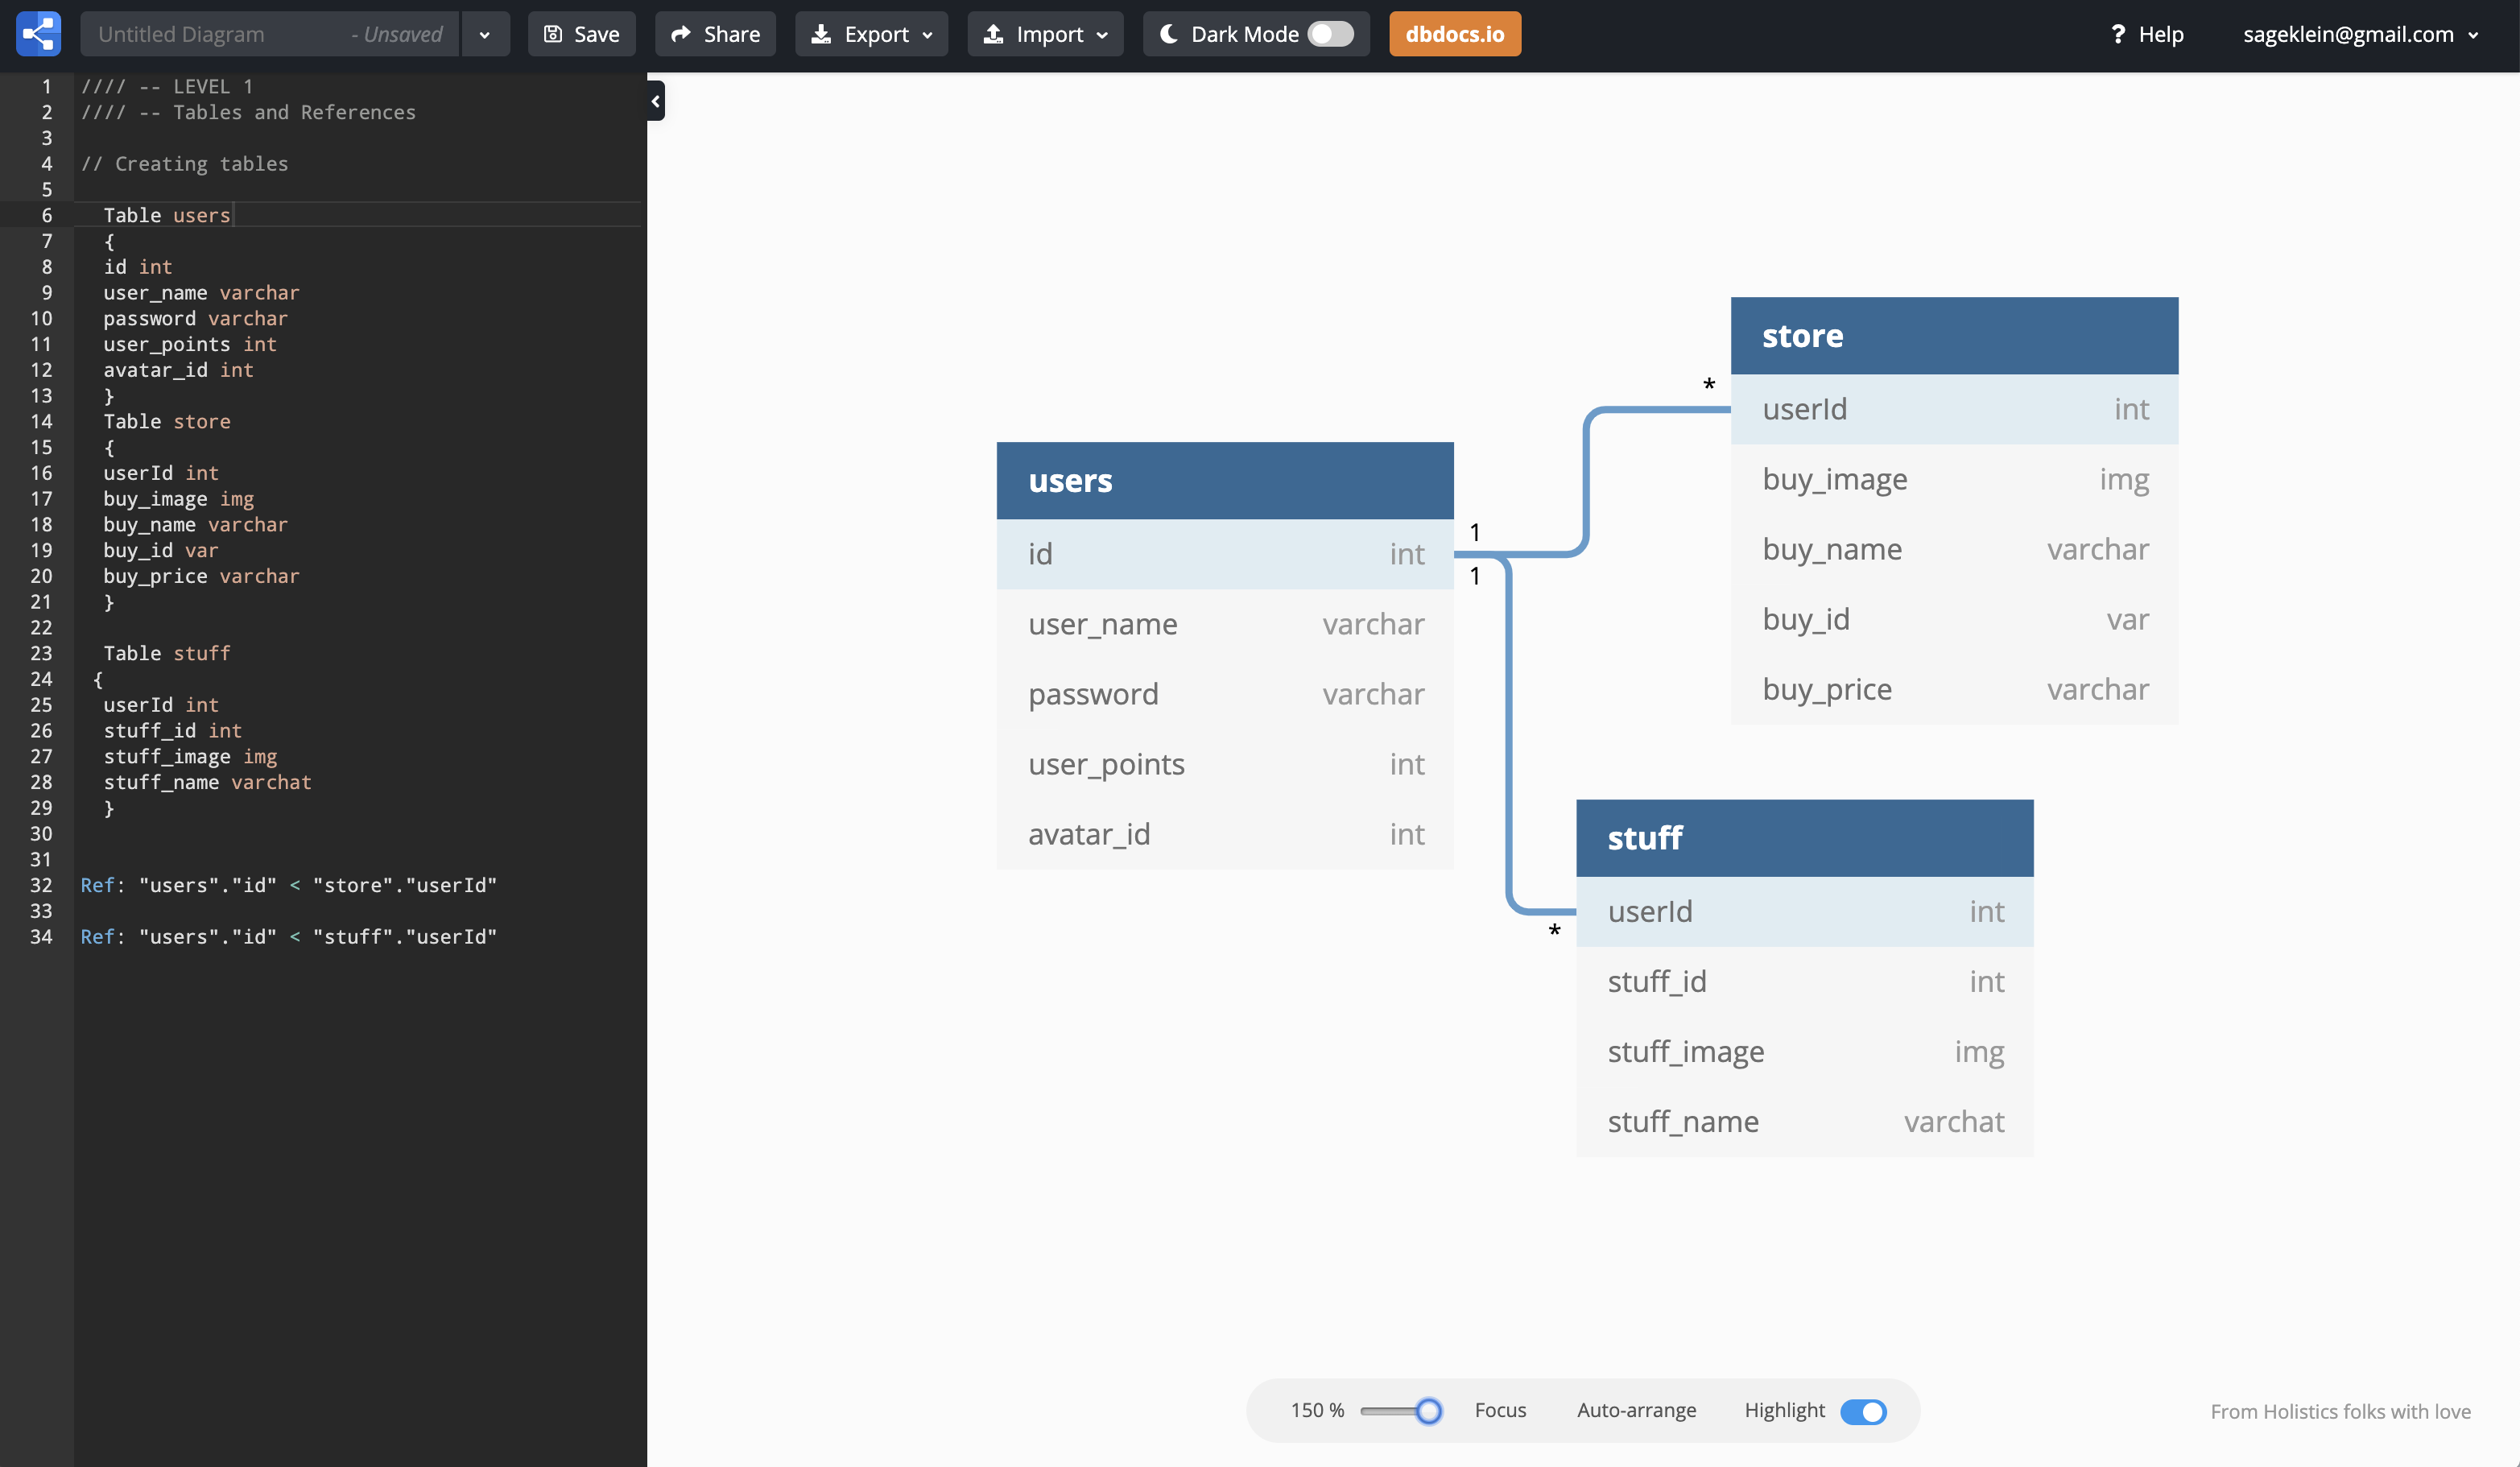 Untitled Diagram - Unsaved Save Share Export Import Dark Mode dbdocs.io ? Help sageklein@gmail.com
1 //// -- LEVEL 1
2 //// -- Tables and References
3
4 // Creating tables
5
6 Table users
7 {
8 id int
9 user_name varchar
10 password varchar
11 user_points int
12 avatar_id int
13 }
14 Table store
15 {
16 userId int
17 buy_image img
18 buy_name varchar
19 buy_id var
20 buy_price varchar
21 }
22
23 Table stuff
24 {
25 userId int
26 stuff_id int
27 stuff_image img
28 stuff_name varchat
29 }
30
31
32 Ref: "users"."id" < "store"."userId"
33
34 Ref: "users"."id" < "stuff"."userId"
users
id int
user_name varchar
password varchar
user_points int
avatar_id int
1
1
*
store
userId int
buy_image img
buy_name varchar
buy_id var
buy_price varchar
*
stuff
userId int
stuff_id int
stuff_image img
stuff_name varchat
150 % Focus Auto-arrange Highlight
From Holistics folks with love